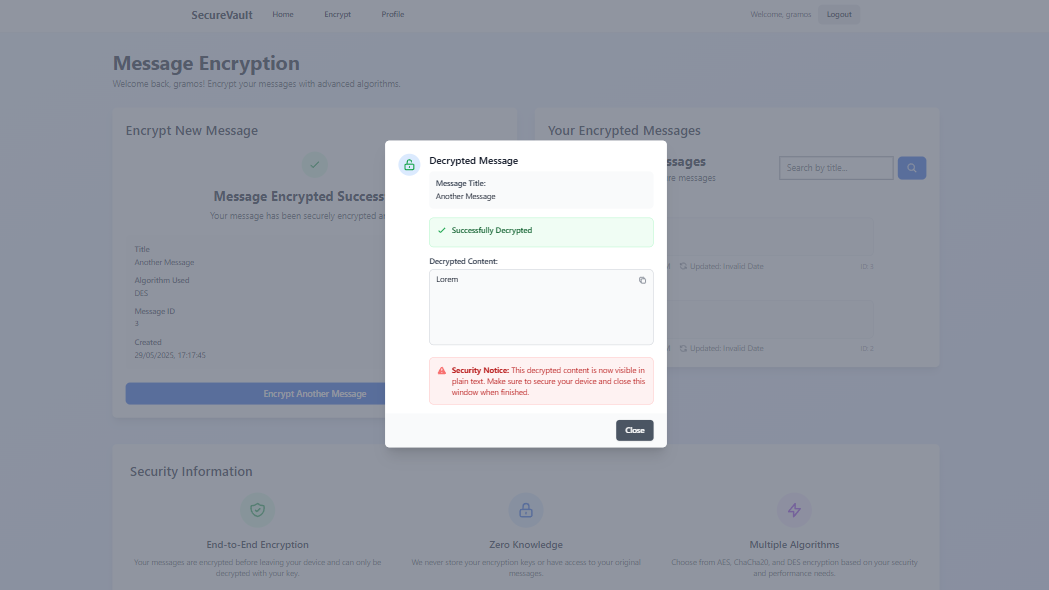 SecureVault
Home
Encrypt
Profile
Welcome, gramos
Logout
Message Encryption
Welcome back, gramos! Encrypt your messages with advanced algorithms.
Encrypt New Message
Message Encrypted Success
Your message has been securely encrypted a
Title
Another Message
Algorithm Used
DES
Message ID
3
Created
29/05/2025, 17:17:45
Encrypt Another Message
Your Encrypted Messages
ssages
re messages
Search by title...
Updated: Invalid Date
ID: 3
Updated: Invalid Date
ID: 2
Decrypted Message
Message Title:
Another Message
Successfully Decrypted
Decrypted Content:
Lorem
Security Notice: This decrypted content is now visible in
plain text. Make sure to secure your device and close this
window when finished.
Close
Security Information
End-to-End Encryption
Your messages are encrypted before leaving your device and can only be
decrypted with your key.
Zero Knowledge
We never store your encryption keys or have access to your original
messages.
Multiple Algorithms
Choose from AES, ChaCha20, and DES encryption based on your security
and performance needs.